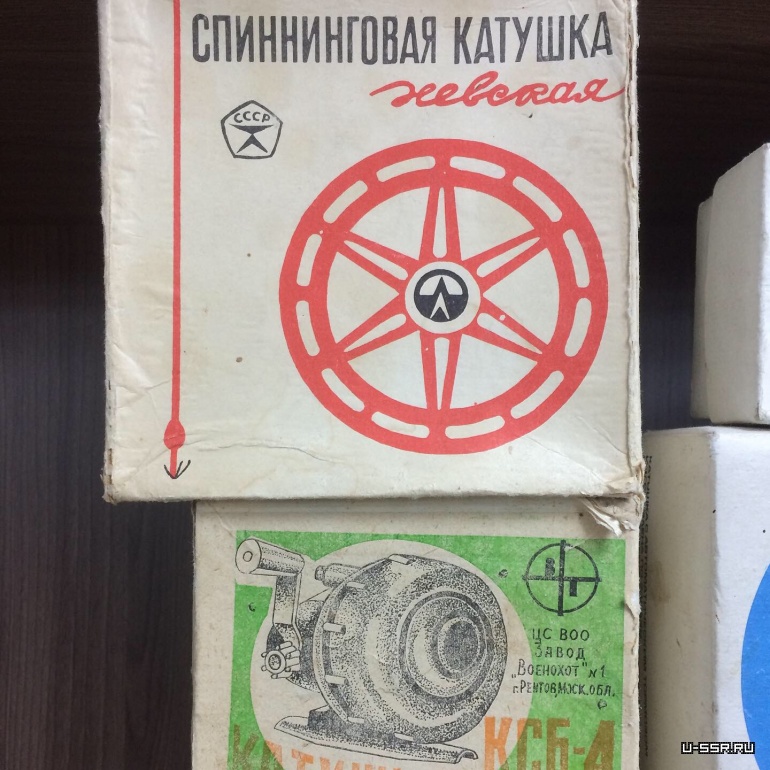 СПИННИНГОВАЯ КАТУШКА
невская
СССР
В Г
ЦС ВОО
ЗАВОД
„ВОЕНОХОТ" №1
г.РЕУТОВ, МОСК. ОБЛ.
КСБ-4
U-SSR.RU